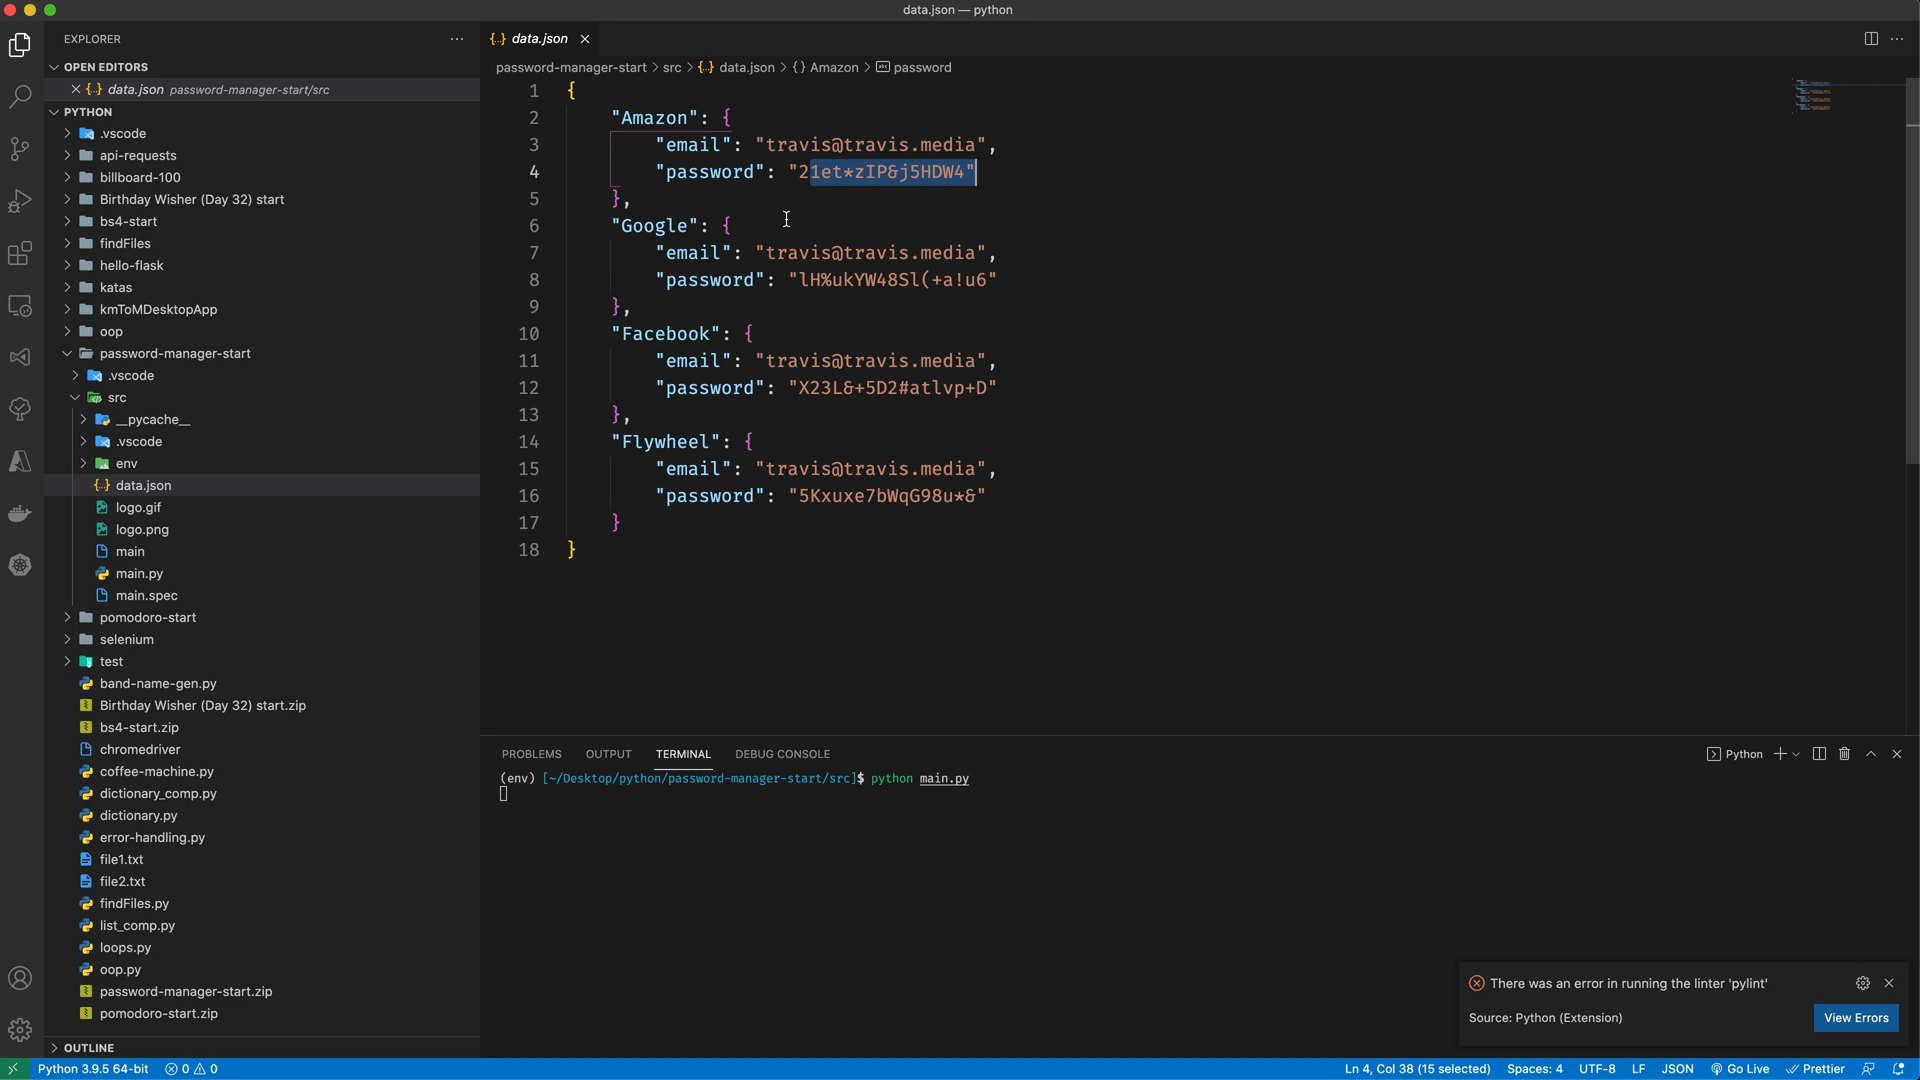 data.json — python
EXPLORER
OPEN EDITORS
data.json password-manager-start/src
PYTHON
.vscode
api-requests
billboard-100
Birthday Wisher (Day 32) start
bs4-start
findFiles
hello-flask
katas
kmToMDesktopApp
oop
password-manager-start
.vscode
src
__pycache__
.vscode
env
data.json
logo.gif
logo.png
main
main.py
main.spec
pomodoro-start
selenium
test
band-name-gen.py
Birthday Wisher (Day 32) start.zip
bs4-start.zip
chromedriver
coffee-machine.py
dictionary_comp.py
dictionary.py
error-handling.py
file1.txt
file2.txt
findFiles.py
list_comp.py
loops.py
oop.py
password-manager-start.zip
pomodoro-start.zip
OUTLINE
{..} data.json
password-manager-start > src > {..} data.json > {} Amazon > abc password
1 {
2 "Amazon": {
3 "email": "travis@travis.media",
4 "password": "21et*zIP&j5HDW4"
5 },
6 "Google": {
7 "email": "travis@travis.media",
8 "password": "lH%ukYW48Sl(+a!u6"
9 },
10 "Facebook": {
11 "email": "travis@travis.media",
12 "password": "X23L&+5D2#atlvp+D"
13 },
14 "Flywheel": {
15 "email": "travis@travis.media",
16 "password": "5Kxuxe7bWqG98u*&"
17 }
18 }
PROBLEMS OUTPUT TERMINAL DEBUG CONSOLE
Python
(env) [~/Desktop/python/password-manager-start/src]$ python main.py
There was an error in running the linter 'pylint'
Source: Python (Extension)
View Errors
Python 3.9.5 64-bit 0 0
Ln 4, Col 38 (15 selected) Spaces: 4 UTF-8 LF JSON Go Live Prettier